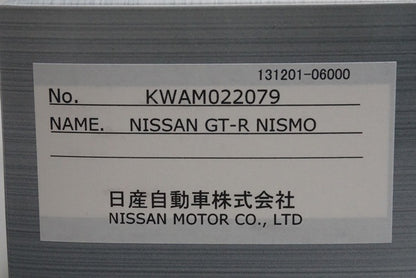 131201-06000
No. KWAM022079
NAME. NISSAN GT-R NISMO
日産自動車株式会社
NISSAN MOTOR CO., LTD